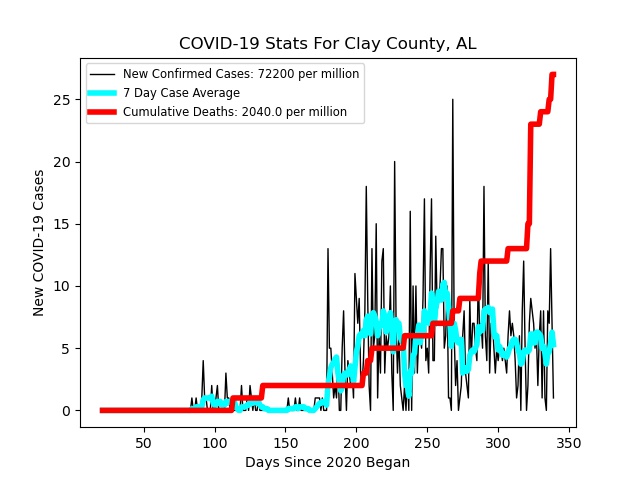 COVID-19 Stats For Clay County, AL
New Confirmed Cases: 72200 per million
7 Day Case Average
Cumulative Deaths: 2040.0 per million
25
20
15
10
5
0
New COVID-19 Cases
50 100 150 200 250 300 350
Days Since 2020 Began